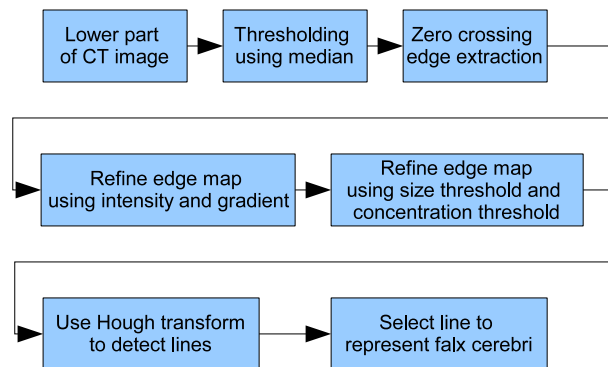 Lower part
of CT image
Thresholding
using median
Zero crossing
edge extraction
Refine edge map
using intensity and gradient
Refine edge map
using size threshold and
concentration threshold
Use Hough transform
to detect lines
Select line to
represent falx cerebri